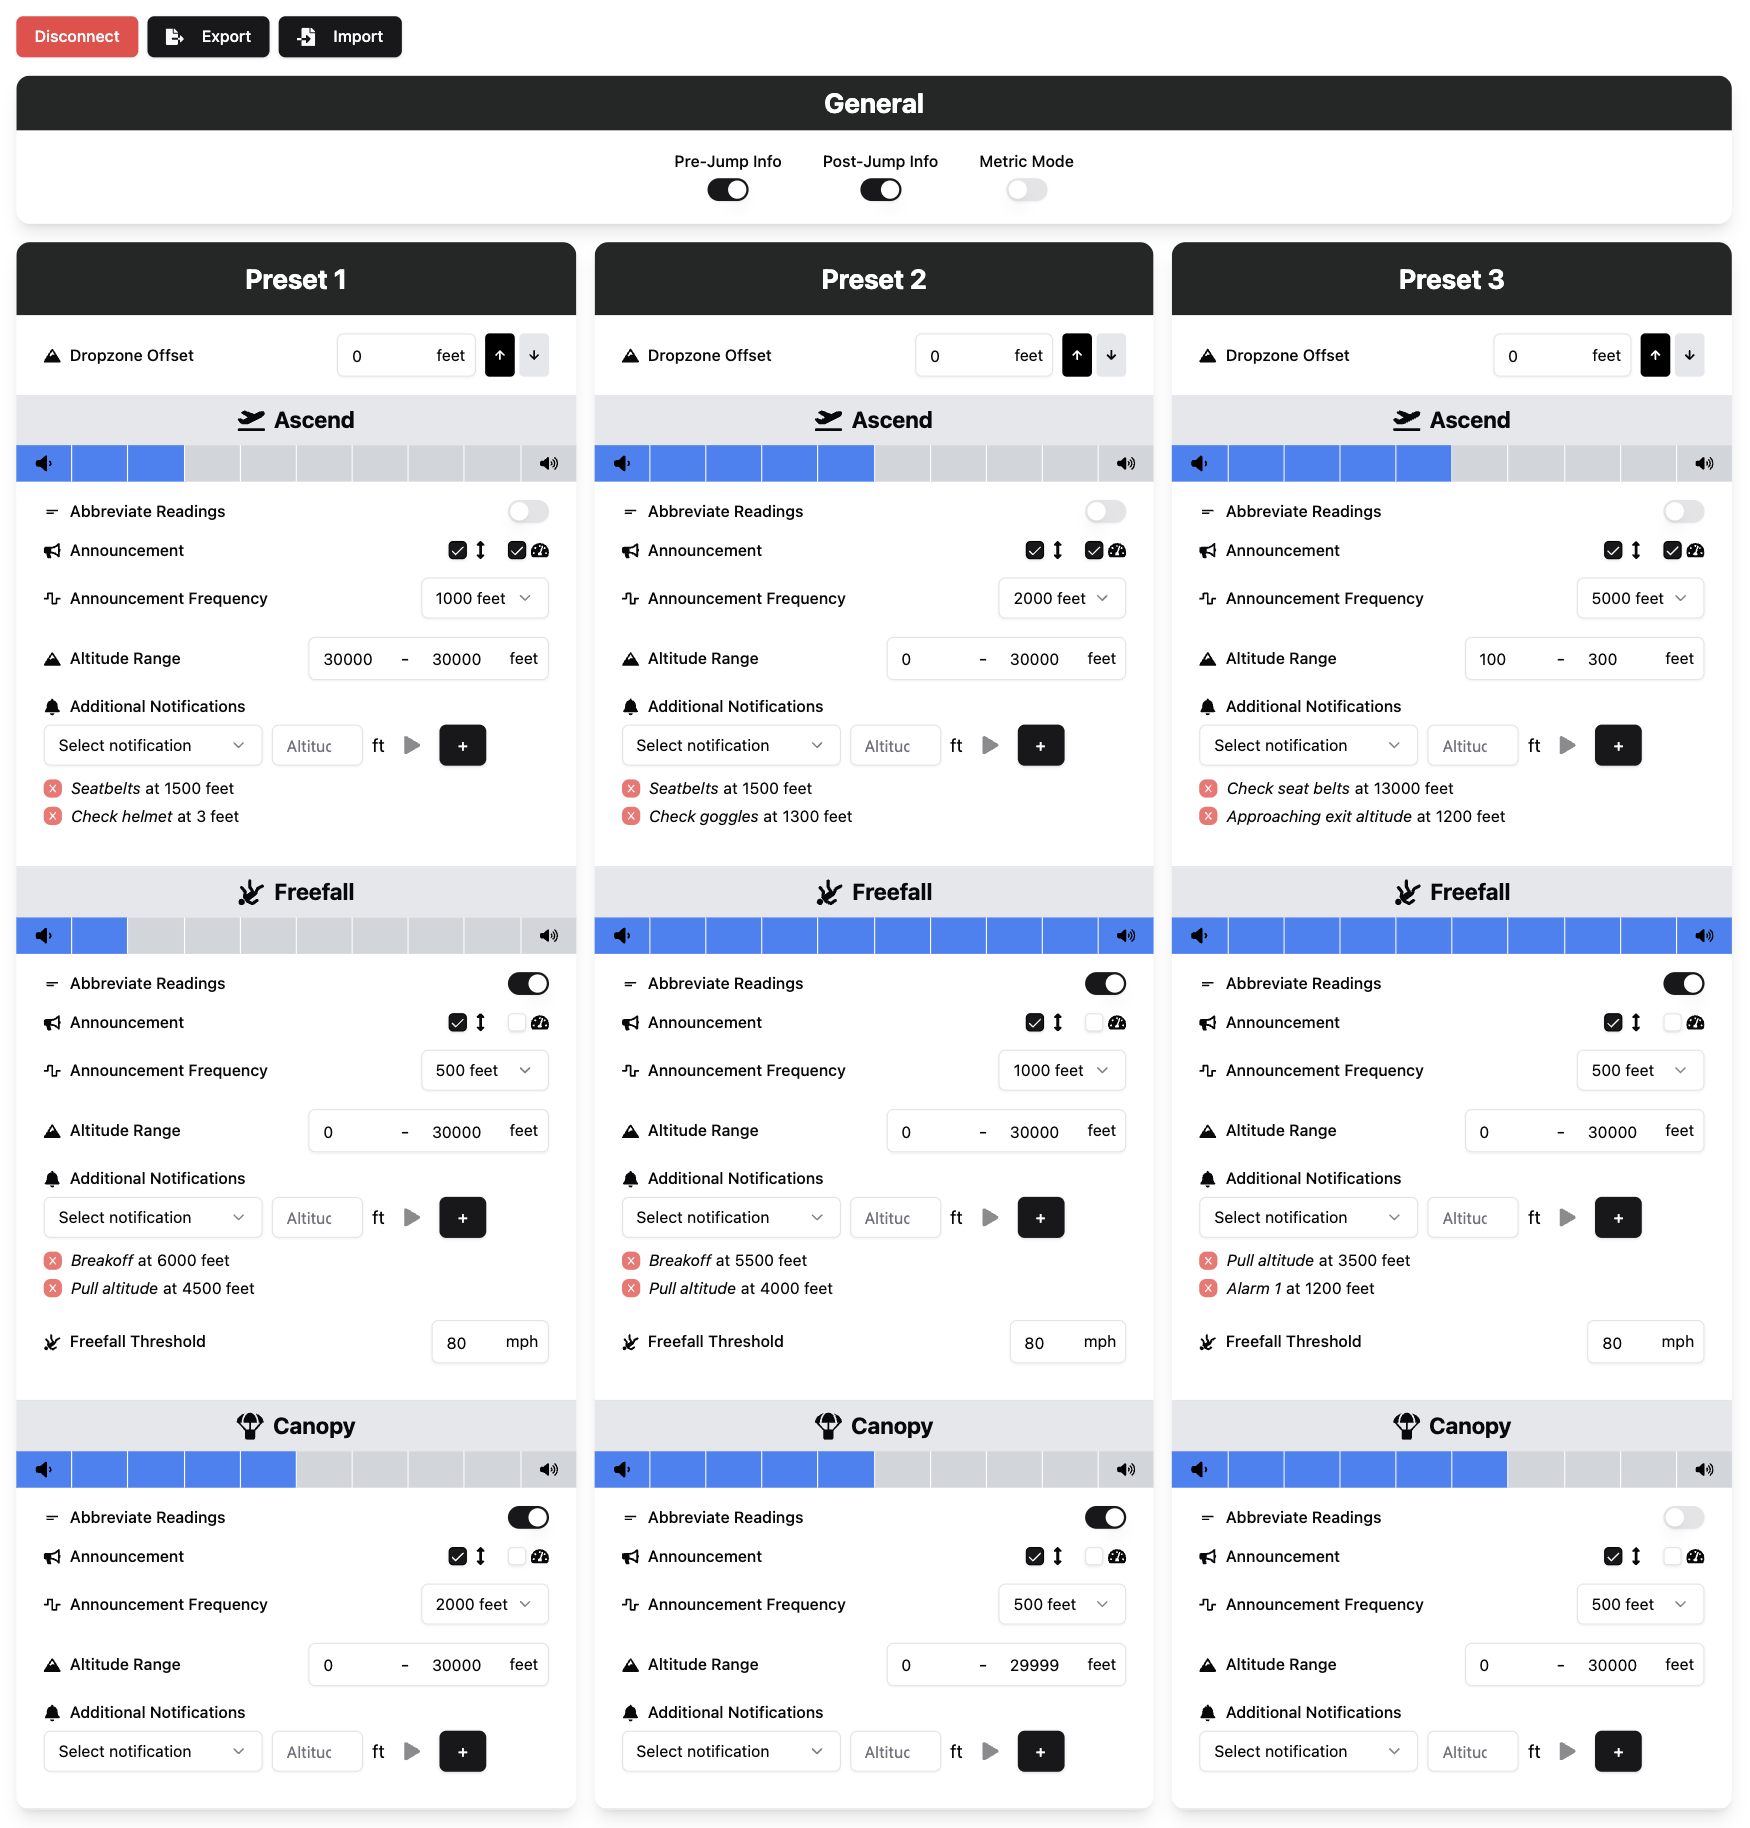 Disconnect
Export
Import
General
Pre-Jump Info
Post-Jump Info
Metric Mode
Preset 1
Dropzone Offset
0 feet
Ascend
Abbreviate Readings
Announcement
Announcement Frequency
1000 feet
Altitude Range
30000 - 30000 feet
Additional Notifications
Select notification
Altituc
ft
+
x Seatbelts at 1500 feet
x Check helmet at 3 feet
Freefall
Abbreviate Readings
Announcement
Announcement Frequency
500 feet
Altitude Range
0 - 30000 feet
Additional Notifications
Select notification
Altituc
ft
+
x Breakoff at 6000 feet
x Pull altitude at 4500 feet
Freefall Threshold
80 mph
Canopy
Abbreviate Readings
Announcement
Announcement Frequency
2000 feet
Altitude Range
0 - 30000 feet
Additional Notifications
Select notification
Altituc
ft
+
Preset 2
Dropzone Offset
0 feet
Ascend
Abbreviate Readings
Announcement
Announcement Frequency
2000 feet
Altitude Range
0 - 30000 feet
Additional Notifications
Select notification
Altituc
ft
+
x Seatbelts at 1500 feet
x Check goggles at 1300 feet
Freefall
Abbreviate Readings
Announcement
Announcement Frequency
1000 feet
Altitude Range
0 - 30000 feet
Additional Notifications
Select notification
Altituc
ft
+
x Breakoff at 5500 feet
x Pull altitude at 4000 feet
Freefall Threshold
80 mph
Canopy
Abbreviate Readings
Announcement
Announcement Frequency
500 feet
Altitude Range
0 - 29999 feet
Additional Notifications
Select notification
Altituc
ft
+
Preset 3
Dropzone Offset
0 feet
Ascend
Abbreviate Readings
Announcement
Announcement Frequency
5000 feet
Altitude Range
100 - 300 feet
Additional Notifications
Select notification
Altituc
ft
+
x Check seat belts at 13000 feet
x Approaching exit altitude at 1200 feet
Freefall
Abbreviate Readings
Announcement
Announcement Frequency
500 feet
Altitude Range
0 - 30000 feet
Additional Notifications
Select notification
Altituc
ft
+
x Pull altitude at 3500 feet
x Alarm 1 at 1200 feet
Freefall Threshold
80 mph
Canopy
Abbreviate Readings
Announcement
Announcement Frequency
500 feet
Altitude Range
0 - 30000 feet
Additional Notifications
Select notification
Altituc
ft
+